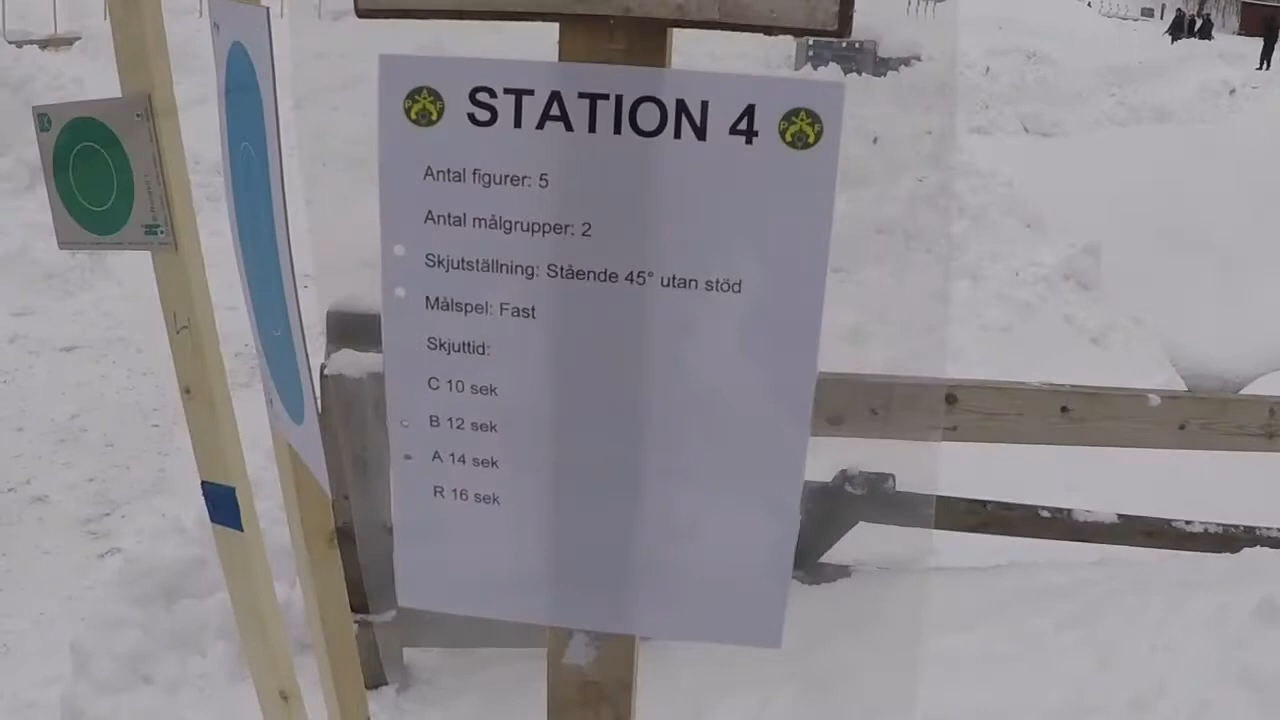 STATION 4
Antal figurer: 5
Antal målgrupper: 2
Skjutställning: Stående 45° utan stöd
Målspel: Fast
Skjuttid:
C 10 sek
B 12 sek
A 14 sek
R 16 sek